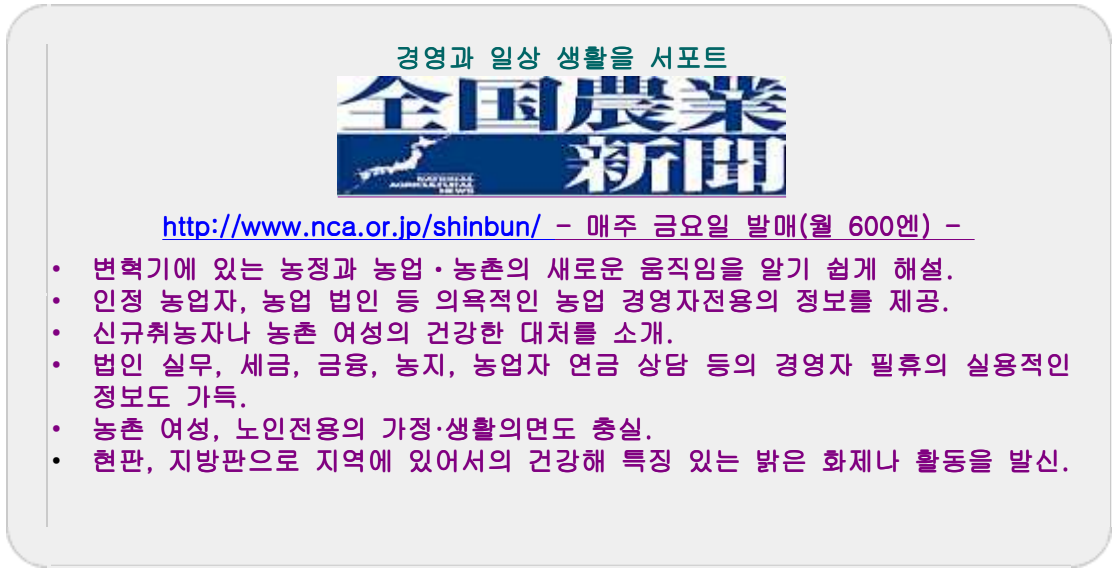 경영과 일상 생활을 서포트
全国農業
新聞
NATIONAL
AGRICULTURAL
NEWS
http://www.nca.or.jp/shinbun/ - 매주 금요일 발매(월 600엔) -
• 변혁기에 있는 농정과 농업・농촌의 새로운 움직임을 알기 쉽게 해설.
• 인정 농업자, 농업 법인 등 의욕적인 농업 경영자전용의 정보를 제공.
• 신규취농자나 농촌 여성의 건강한 대처를 소개.
• 법인 실무, 세금, 금융, 농지, 농업자 연금 상담 등의 경영자 필휴의 실용적인
정보도 가득.
• 농촌 여성, 노인전용의 가정·생활의면도 충실.
• 현판, 지방판으로 지역에 있어서의 건강해 특징 있는 밝은 화제나 활동을 발신.